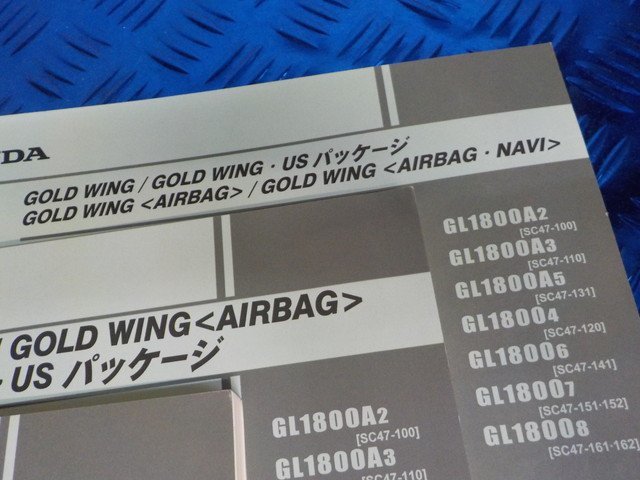 GOLD WING / GOLD WING · US パッケージ
GOLD WING <AIRBAG> / GOLD WING <AIRBAG · NAVI>
GL1800A2
[SC47-100]
GL1800A3
[SC47-110]
GL1800A5
[SC47-131]
GL18004
[SC47-120]
GL18006
[SC47-141]
GL18007
[SC47-151·152]
GL18008
[SC47-161·162]
/ GOLD WING<AIRBAG>
· US パッケージ
GL1800A2
[SC47-100]
GL1800A3
[SC47-110]